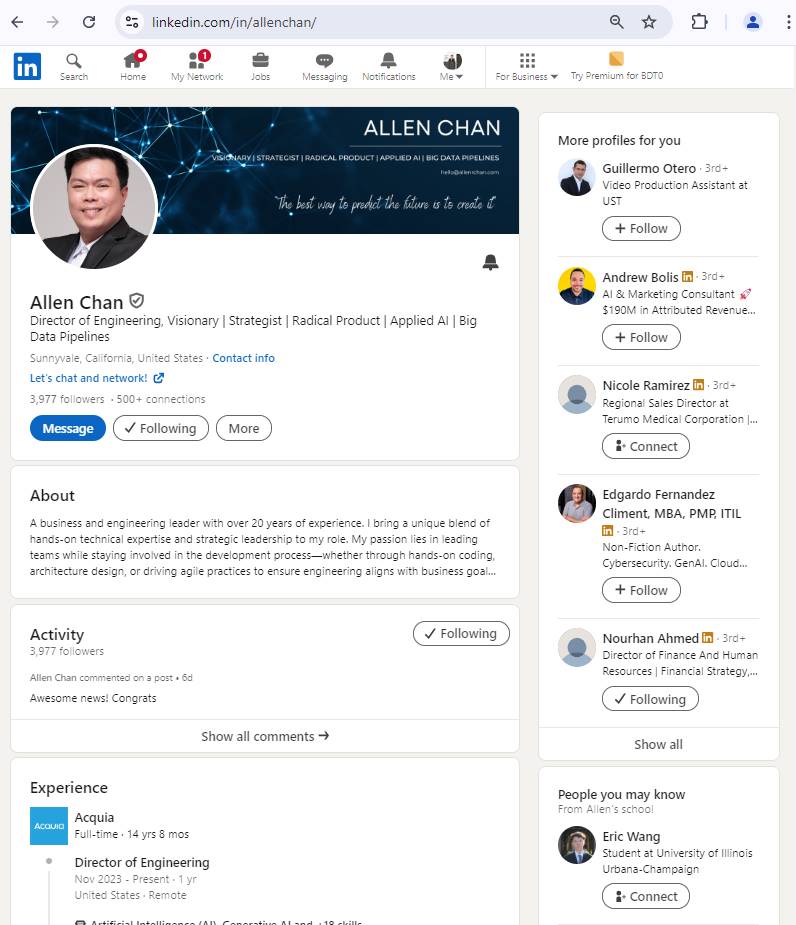 linkedin.com/in/allenchan/
in
Search
Home
1
My Network
Jobs
Messaging
Notifications
Me
For Business
Try Premium for BDT0
ALLEN CHAN
VISIONARY | STRATEGIST | RADICAL PRODUCT | APPLIED AI | BIG DATA PIPELINES
hello@allenrchan.com
"The best way to predict the future is to create it"
Allen Chan
Director of Engineering, Visionary | Strategist | Radical Product | Applied AI | Big
Data Pipelines
Sunnyvale, California, United States · Contact info
Let's chat and network!
3,977 followers · 500+ connections
Message
Following
More
About
A business and engineering leader with over 20 years of experience. I bring a unique blend of
hands-on technical expertise and strategic leadership to my role. My passion lies in leading
teams while staying involved in the development process—whether through hands-on coding,
architecture design, or driving agile practices to ensure engineering aligns with business goal...
Activity
3,977 followers
Following
Allen Chan commented on a post • 6d
Awesome news! Congrats
Show all comments →
Experience
Acquia
Acquia
Full-time · 14 yrs 8 mos
Director of Engineering
Nov 2023 - Present · 1 yr
United States · Remote
Artificial Intelligence (AI), Generative AI and +18 skills
More profiles for you
Guillermo Otero · 3rd+
Video Production Assistant at
UST
+ Follow
Andrew Bolis in · 3rd+
AI & Marketing Consultant 🚀
$190M in Attributed Revenue...
+ Follow
Nicole Ramirez in · 3rd+
Regional Sales Director at
Terumo Medical Corporation |...
Connect
Edgardo Fernandez
Climent, MBA, PMP, ITIL
in · 3rd+
Non-Fiction Author.
Cybersecurity. GenAI. Cloud...
+ Follow
Nourhan Ahmed in · 3rd+
Director of Finance And Human
Resources | Financial Strategy,...
Following
Show all
People you may know
From Allen's school
Eric Wang
Student at University of Illinois
Urbana-Champaign
Connect